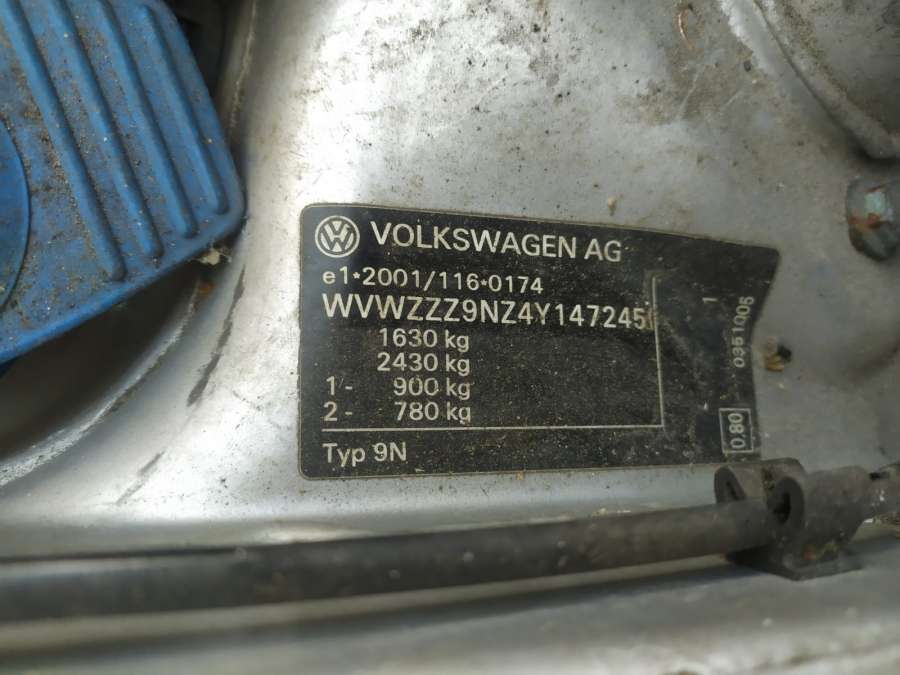 VOLKSWAGEN AG
e1*2001/116*0174
WVWZZZ9NZ4Y147245
1630 kg
2430 kg
1- 900 kg
2- 780 kg
Typ 9N
1
0.80